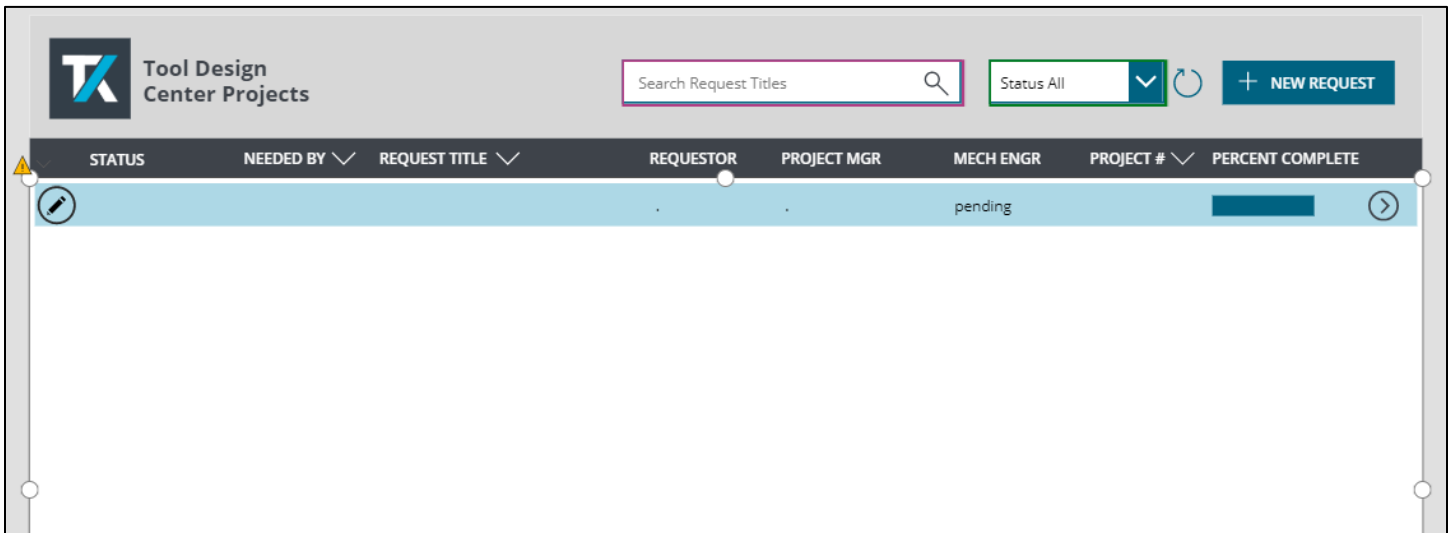 TX
Tool Design
Center Projects
Search Request Titles
Status All
NEW REQUEST
STATUS NEEDED BY REQUEST TITLE REQUESTOR PROJECT MGR MECH ENGR PROJECT # PERCENT COMPLETE
. . pending